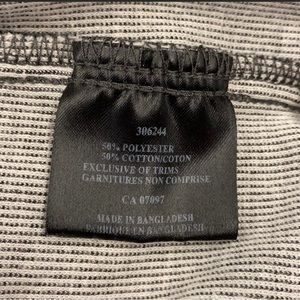 306244
50% POLYESTER
50% COTTON/COTON
EXCLUSIVE OF TRIMS
GARNITURES NON COMPRISE
CA 07097
MADE IN BANGLADESH
FABRIQUE EN BANGLADESH